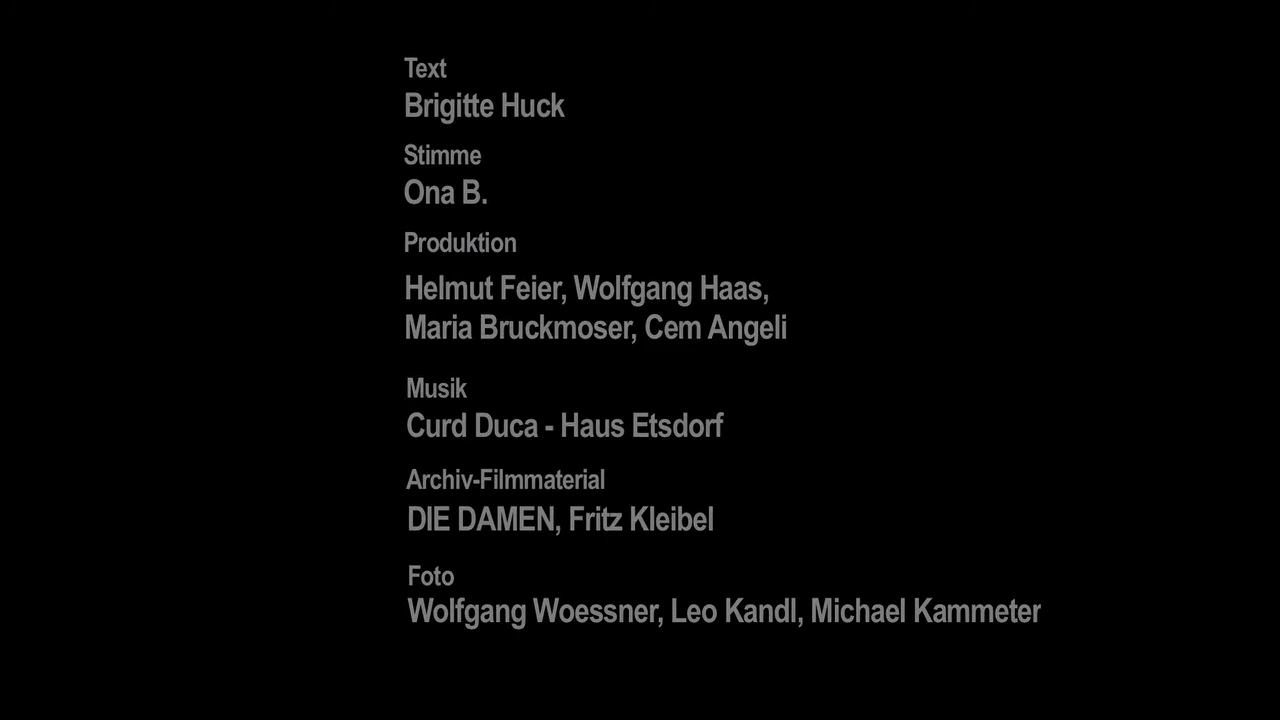 Text
Brigitte Huck
Stimme
Ona B.
Produktion
Helmut Feier, Wolfgang Haas,
Maria Bruckmoser, Cem Angeli
Musik
Curd Duca - Haus Etsdorf
Archiv-Filmmaterial
DIE DAMEN, Fritz Kleibel
Foto
Wolfgang Woessner, Leo Kandl, Michael Kammeter